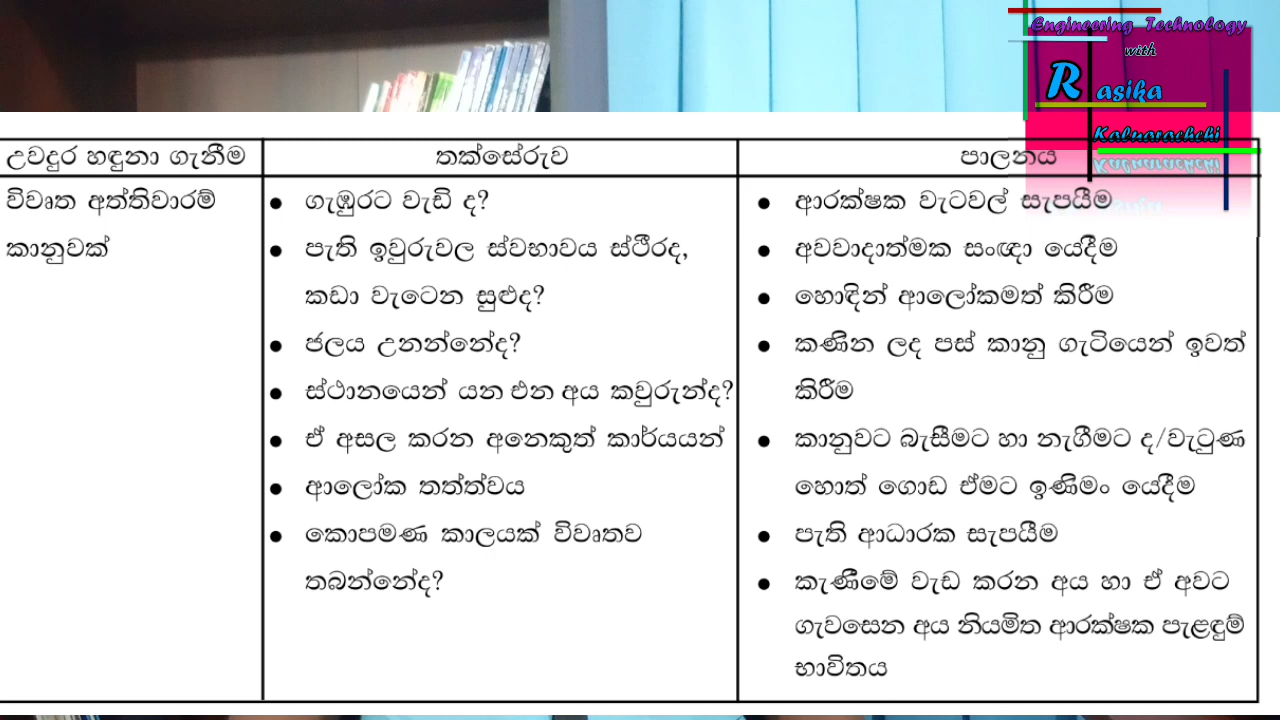 Engineering Technology
with
Rasika
Kaluarachchi
උවදුර හඳුනා ගැනීම
තක්සේරුව
පාලනය
විවෘත අත්තිවාරම්
කානුවක්
● ගැඹුරට වැඩි ද?
● පැති ඉවුරුවල ස්වභාවය ස්ථීරද,
කඩා වැටෙන සුළුද?
● ජලය උනන්නේද?
● ස්ථානයෙන් යන එන අය කවුරුන්ද?
● ඒ අසල කරන අනෙකුත් කාර්යයන්
● ආලෝක තත්ත්වය
● කොපමණ කාලයක් විවෘතව
තබන්නේද?
● ආරක්ෂක වැටවල් සැපයීම
● අවවාදාත්මක සංඥා යෙදීම
● හොඳින් ආලෝකමත් කිරීම
● කණින ලද පස් කානු ගැටියෙන් ඉවත්
කිරීම
● කානුවට බැසීමට හා නැගීමට ද/වැටුණ
හොත් ගොඩ ඒමට ඉණිමං යෙදීම
● පැති ආධාරක සැපයීම
● කැණීමේ වැඩ කරන අය හා ඒ අවට
ගැවසෙන අය නියමිත ආරක්ෂක පැළඳුම්
භාවිතය